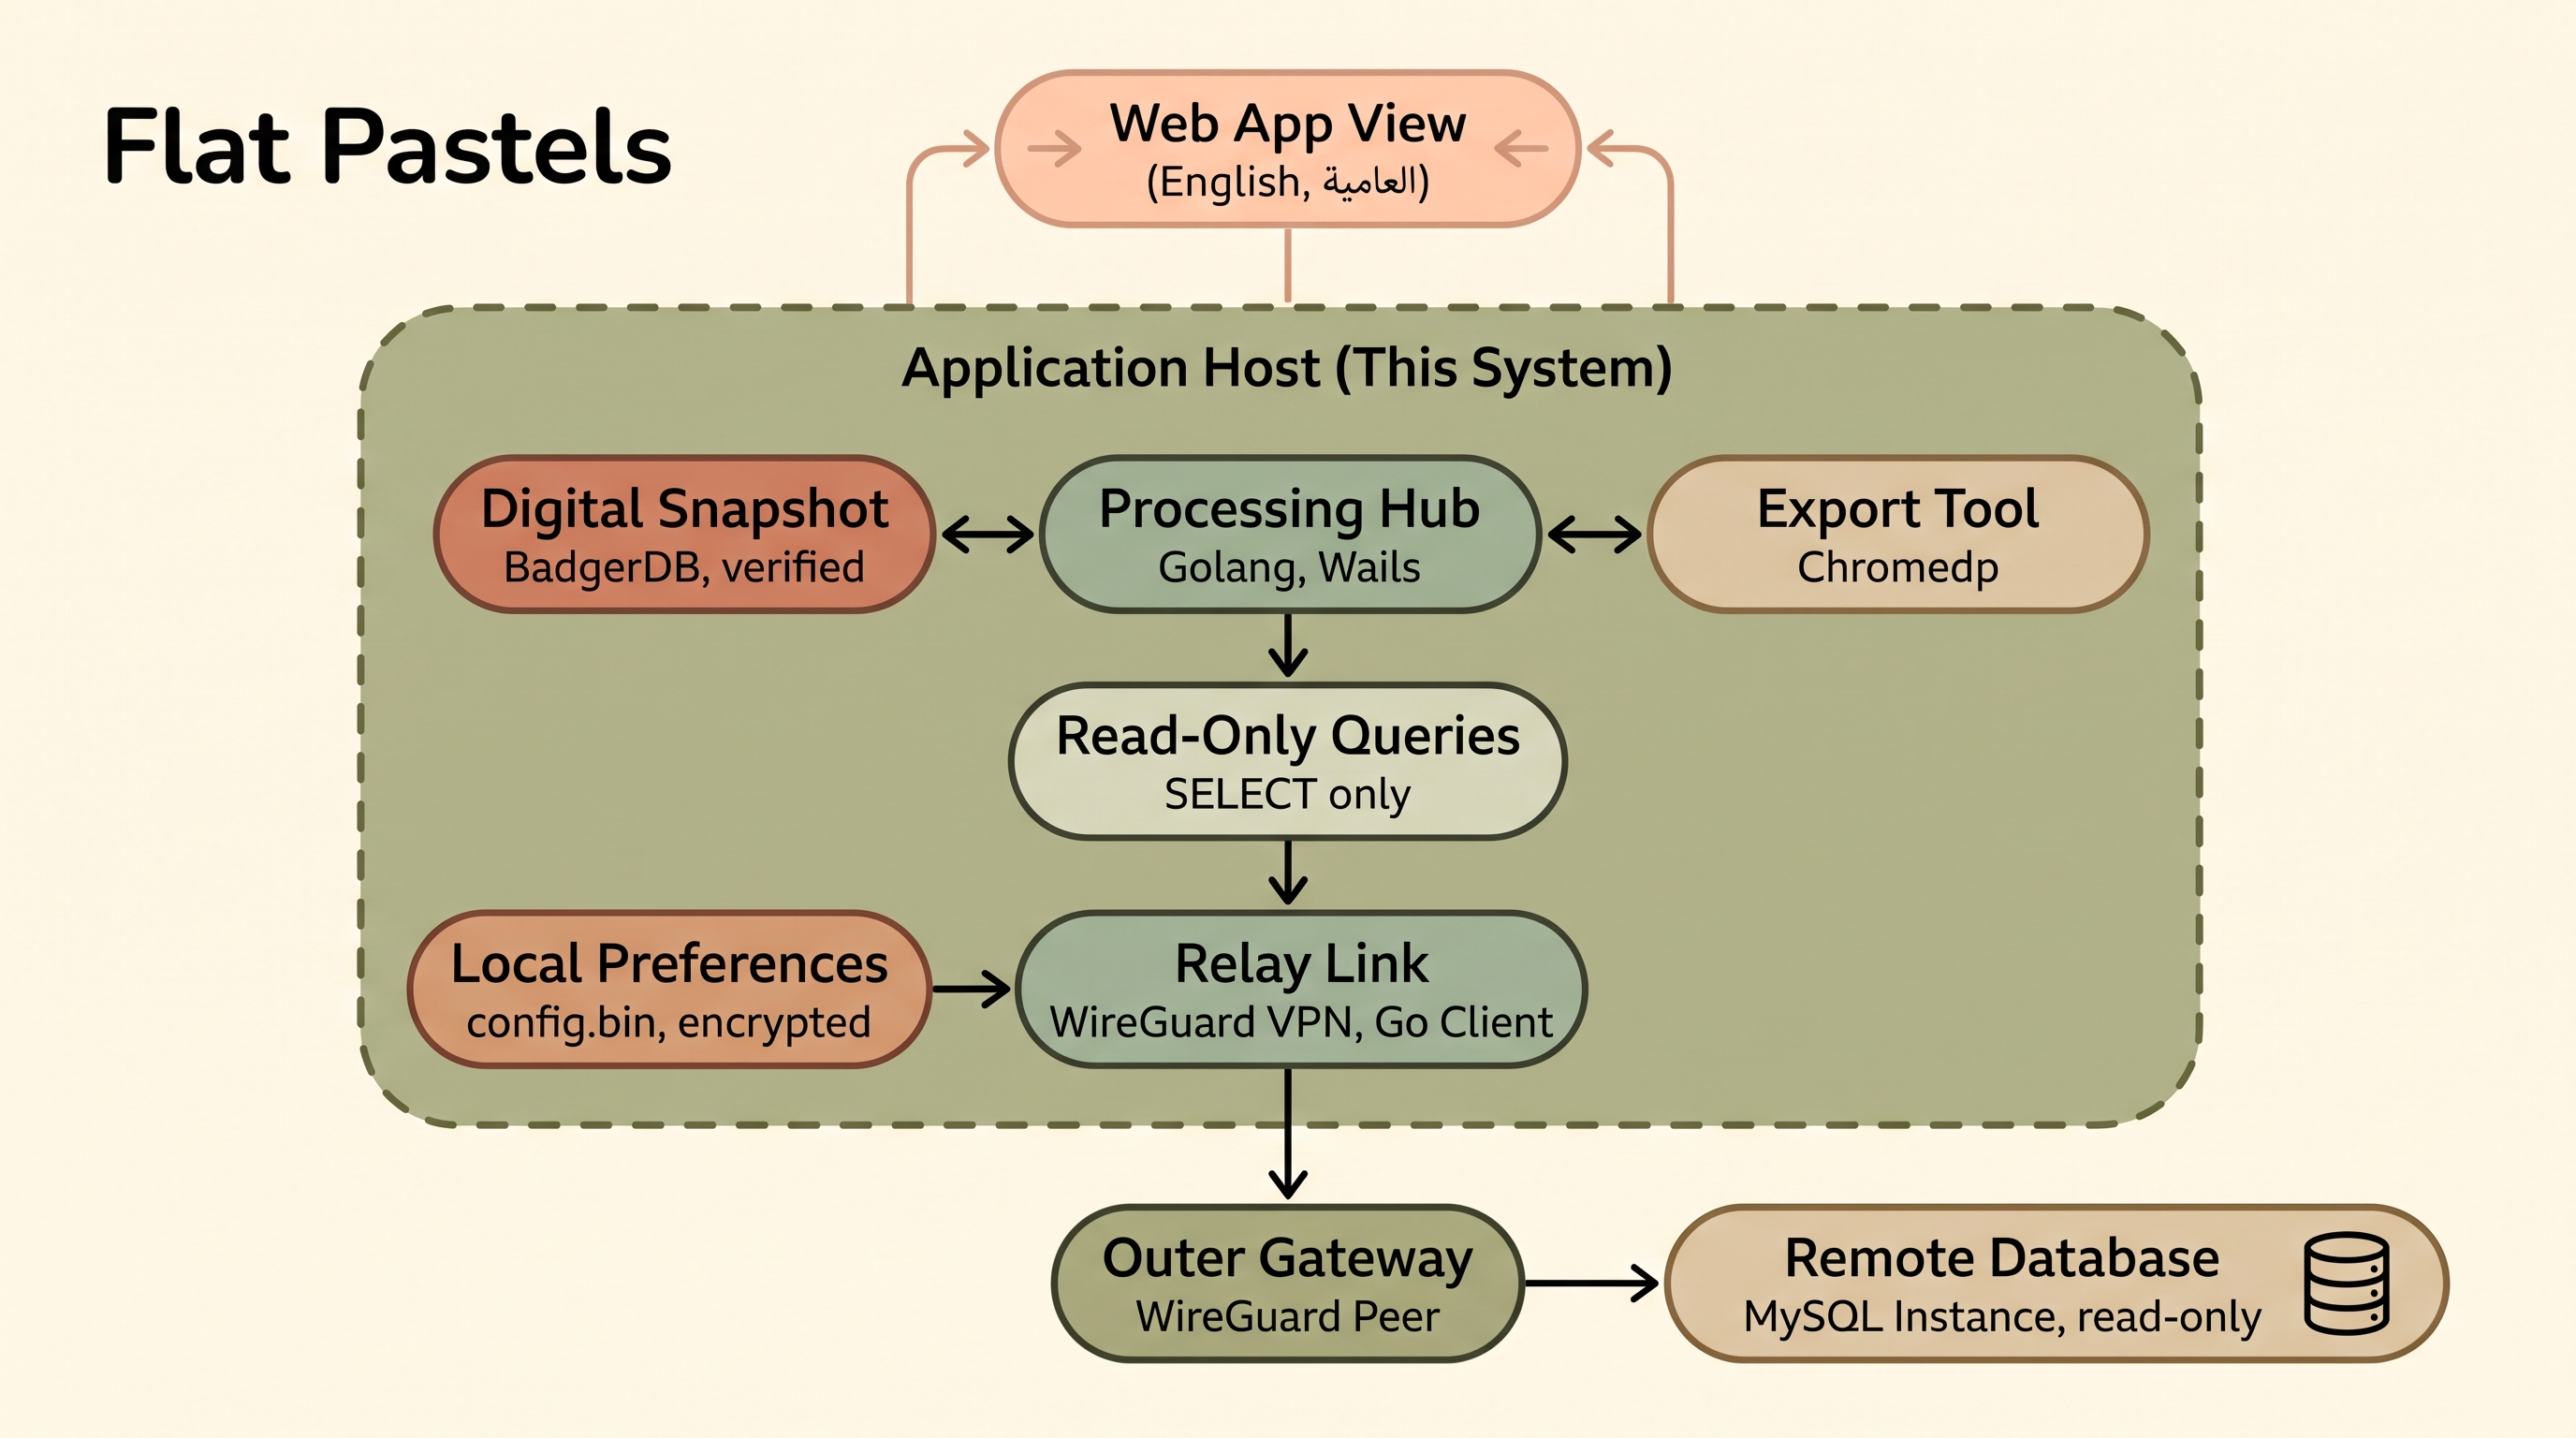 Flat Pastels
Web App View
(English, العامية)
Application Host (This System)
Digital Snapshot
BadgerDB, verified
Processing Hub
Golang, Wails
Export Tool
Chromedp
Read-Only Queries
SELECT only
Local Preferences
config.bin, encrypted
Relay Link
WireGuard VPN, Go Client
Outer Gateway
WireGuard Peer
Remote Database
MySQL Instance, read-only